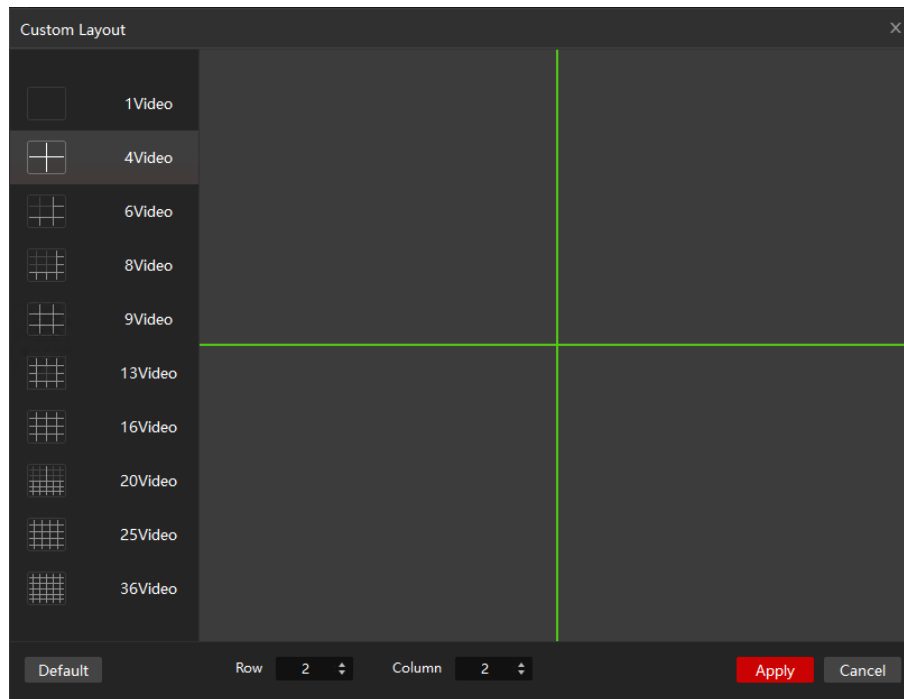 Custom Layout X
1Video
4Video
6Video
8Video
9Video
13Video
16Video
20Video
25Video
36Video
Default Row 2 Column 2 Apply Cancel